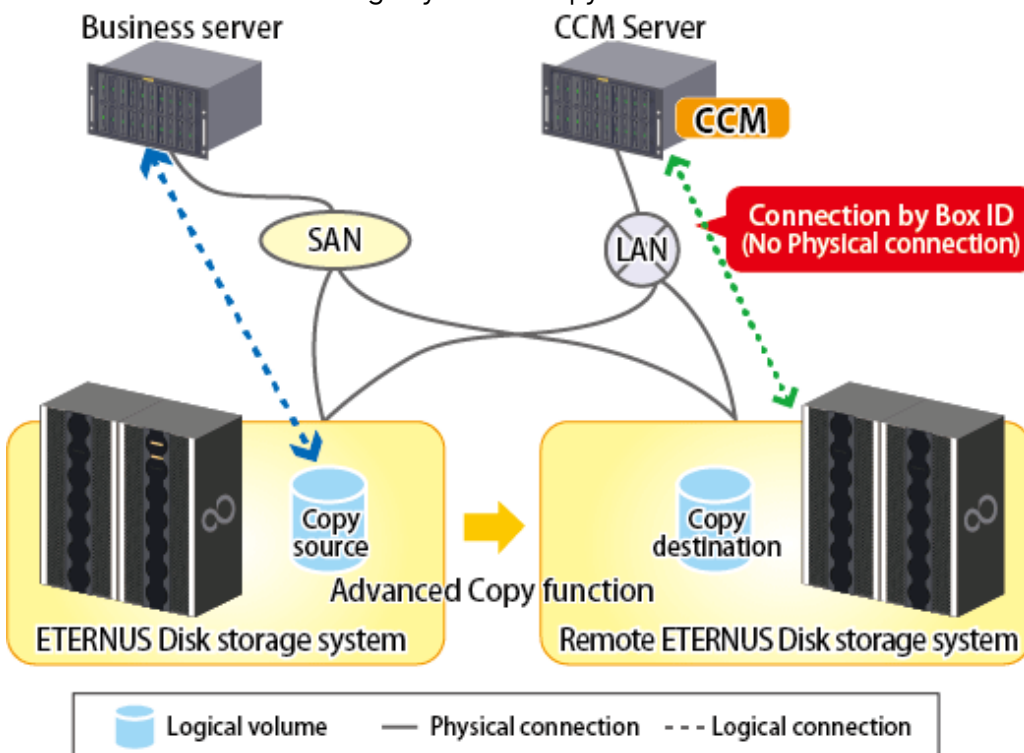 Business server
CCM Server
CCM
Connection by Box ID
(No Physical connection)
SAN
LAN
Copy
source
Copy
destination
Advanced Copy function
ETERNUS Disk storage system
Remote ETERNUS Disk storage system
Logical volume
Physical connection
Logical connection